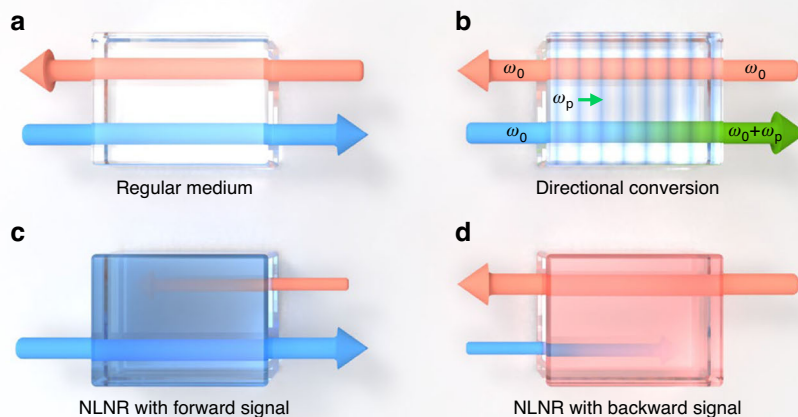 a
b
ω0
ω0
ωp
ω0
ω0+ωp
Regular medium
Directional conversion
c
d
NLNR with forward signal
NLNR with backward signal